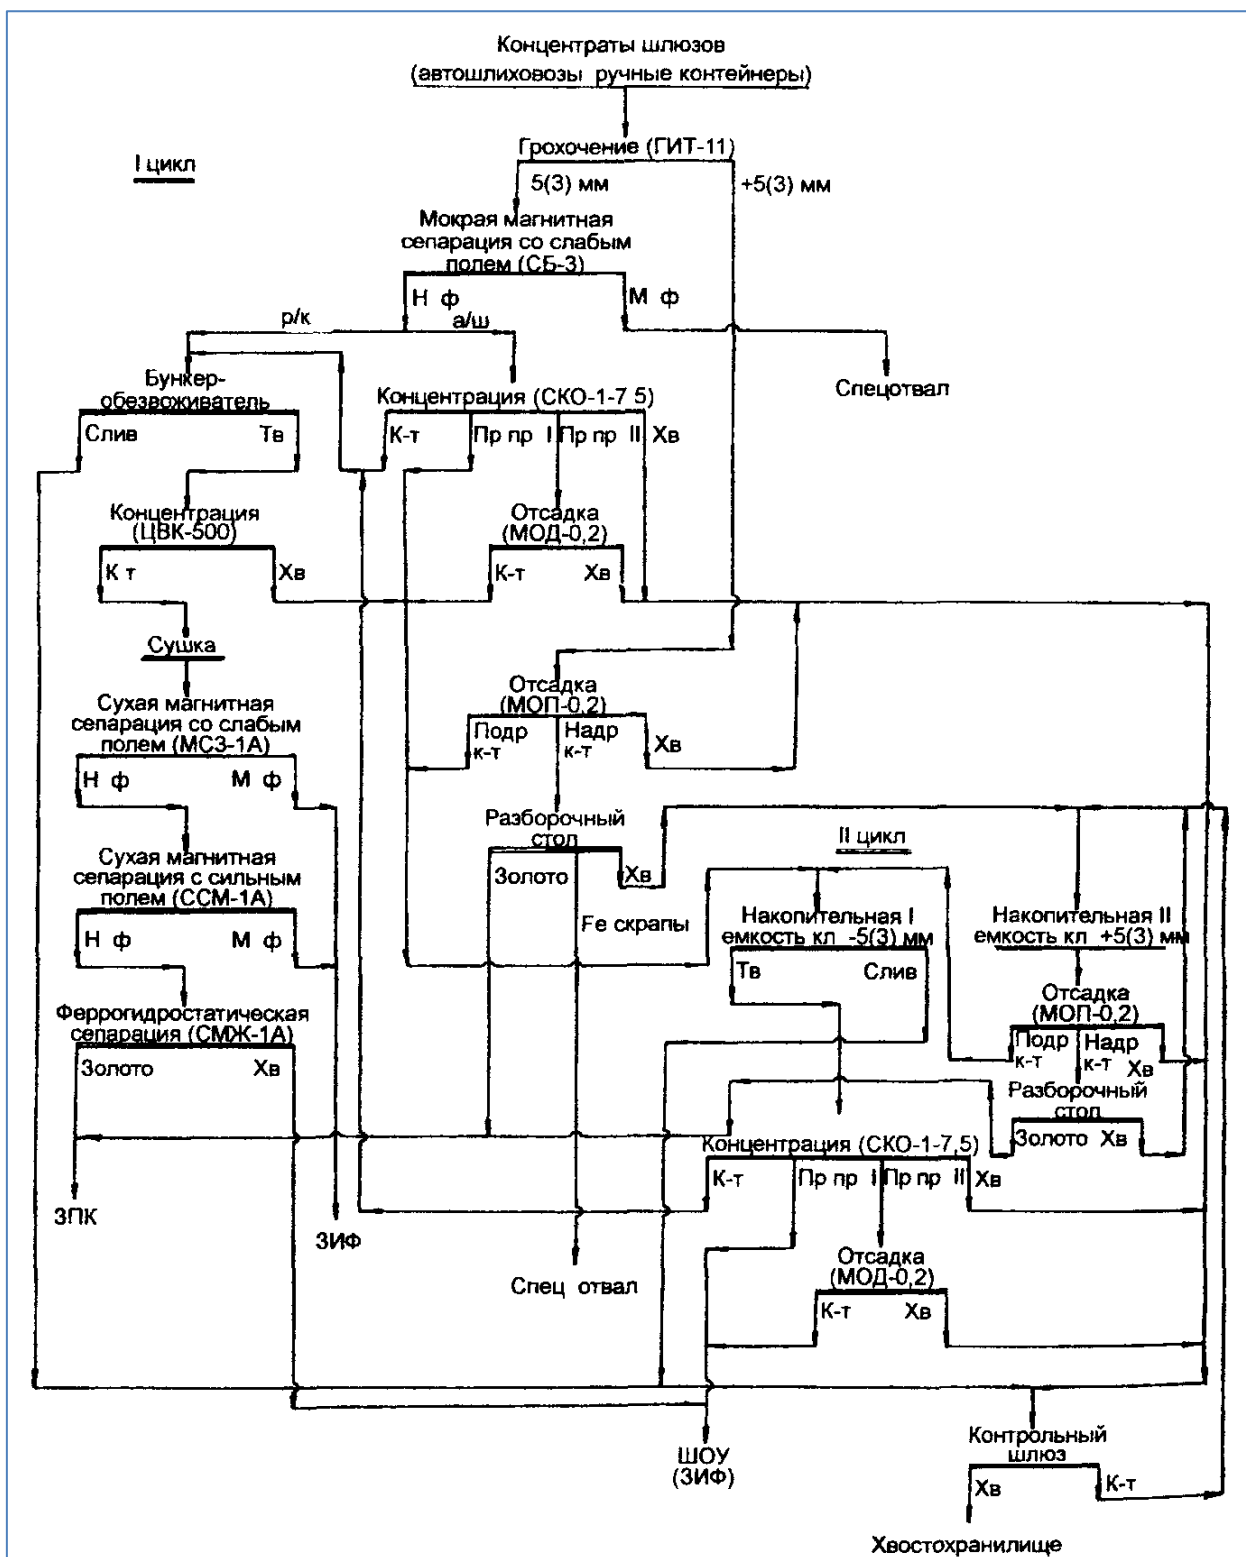 Концентраты шлюзов
(автошлиховозы ручные контейнеры)
Грохочение (ГИТ-11)
I цикл
5(3) мм
+5(3) мм
Мокрая магнитная
сепарация со слабым
полем (СБ-3)
Н ф
М ф
р/к
а/ш
Спецотвал
Бункер-
обезвоживатель
Слив
Тв
Концентрация (СКО-1-7 5)
К-т
Пр пр I
Пр пр II
Хв
Концентрация
(ЦВК-500)
К т
Хв
Отсадка
(МОД-0,2)
К-т
Хв
Сушка
Отсадка
(МОП-0,2)
Подр
к-т
Надр
к-т
Хв
Сухая магнитная
сепарация со слабым
полем (МСЗ-1А)
Н ф
М ф
Разборочный
стол
Золото
Хв
Fe скрапы
II цикл
Сухая магнитная
сепарация с сильным
полем (ССМ-1А)
Н ф
М ф
Накопительная I
емкость кл -5(3) мм
Тв
Слив
Накопительная II
емкость кл +5(3) мм
Отсадка
(МОП-0,2)
Подр
к-т
Надр
к-т
Хв
Феррогидростатическая
сепарация (СМЖ-1А)
Золото
Хв
Разборочный
стол
Золото
Хв
Концентрация (СКО-1-7,5)
К-т
Пр пр I
Пр пр II
Хв
ЗПК
ЗИФ
Спец отвал
Отсадка
(МОД-0,2)
К-т
Хв
ШОУ
(ЗИФ)
Контрольный
шлюз
Хв
К-т
Хвостохранилище